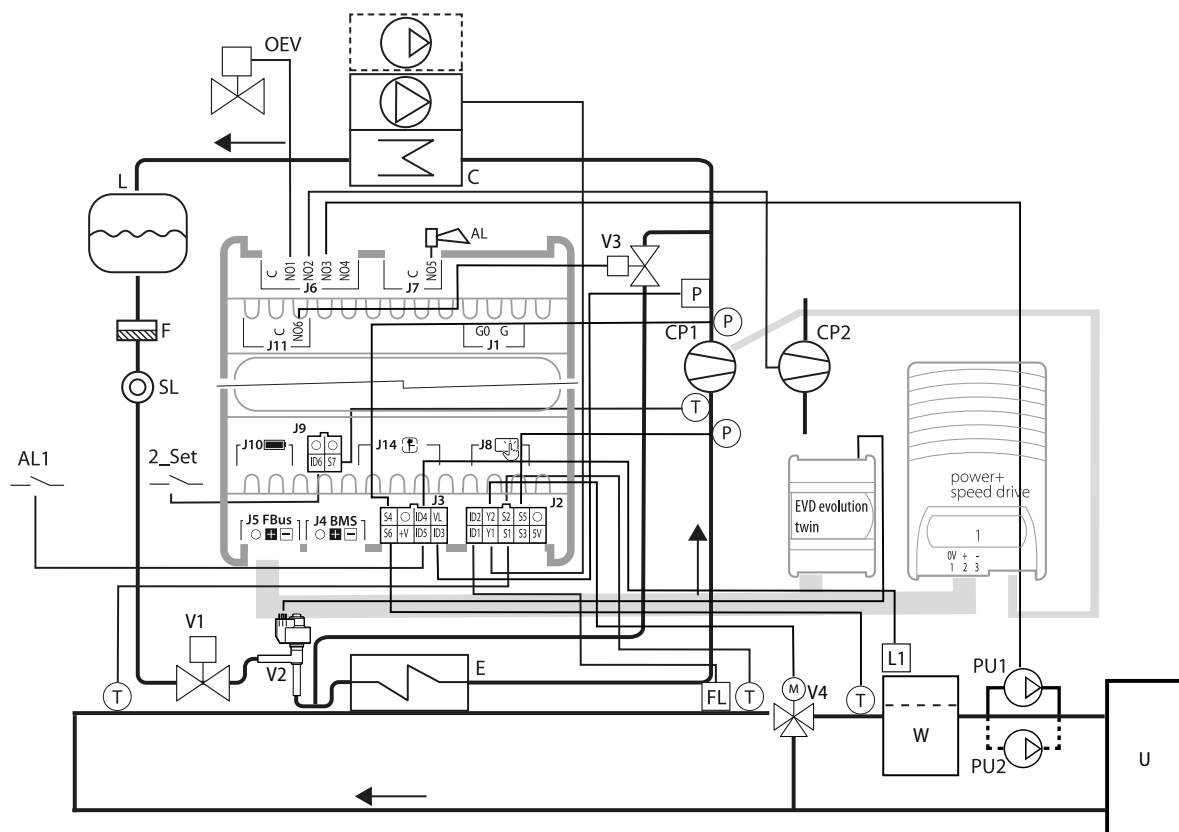 OEV
C
L
AL
V3
C NO1 NO2 NO3 NO4
J6
C NO5
J7
P
P
F
C NO6
J11
G0 G
J1
CP1
CP2
SL
T
J9
J10
ID6 S7
J14
J8
P
AL1
2_Set
power+
speed drive
EVD evolution
twin
1
0V + -
1 2 3
J3
J2
J5 FBus
J4 BMS
S4 ID4 VL
S6 +V ID5 ID3
ID2 Y2 S2 S5
ID1 Y1 S1 S3 5V
V1
V2
E
L1
T
FL
T
M
V4
T
W
PU1
PU2
U